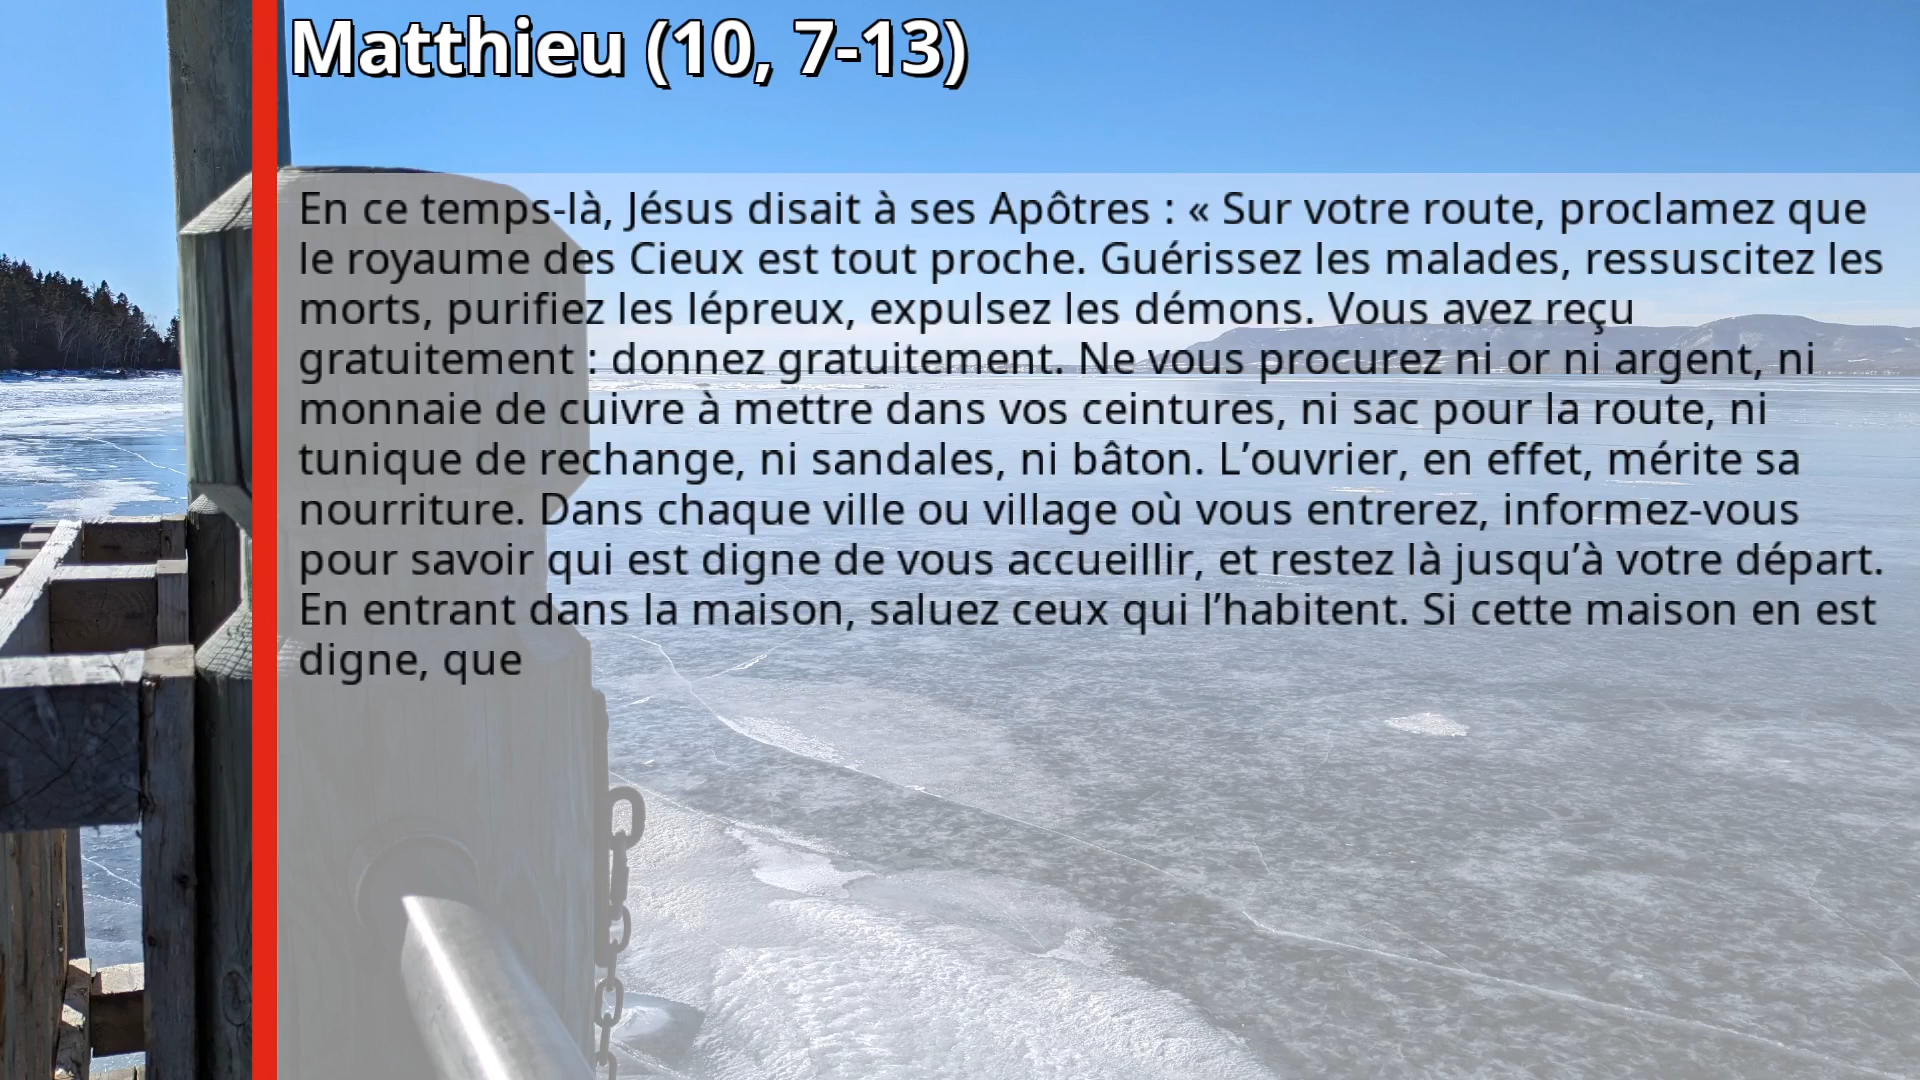 Matthieu (10, 7-13)
En ce temps-là, Jésus disait à ses Apôtres : « Sur votre route, proclamez que
le royaume des Cieux est tout proche. Guérissez les malades, ressuscitez les
morts, purifiez les lépreux, expulsez les démons. Vous avez reçu
gratuitement : donnez gratuitement. Ne vous procurez ni or ni argent, ni
monnaie de cuivre à mettre dans vos ceintures, ni sac pour la route, ni
tunique de rechange, ni sandales, ni bâton. L’ouvrier, en effet, mérite sa
nourriture. Dans chaque ville ou village où vous entrerez, informez-vous
pour savoir qui est digne de vous accueillir, et restez là jusqu’à votre départ.
En entrant dans la maison, saluez ceux qui l’habitent. Si cette maison en est
digne, que